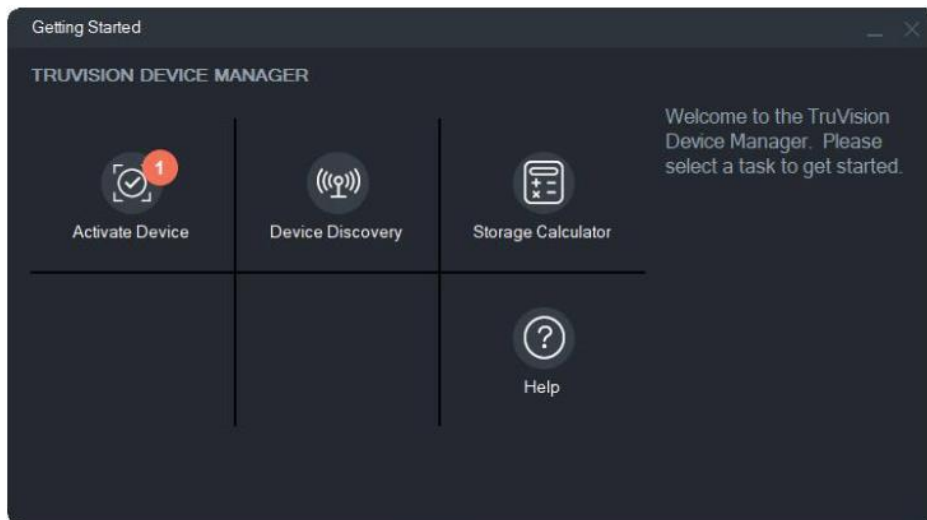 Getting Started
TRUVISION DEVICE MANAGER
Welcome to the TruVision
Device Manager. Please
select a task to get started.
1
Activate Device
Device Discovery
Storage Calculator
Help